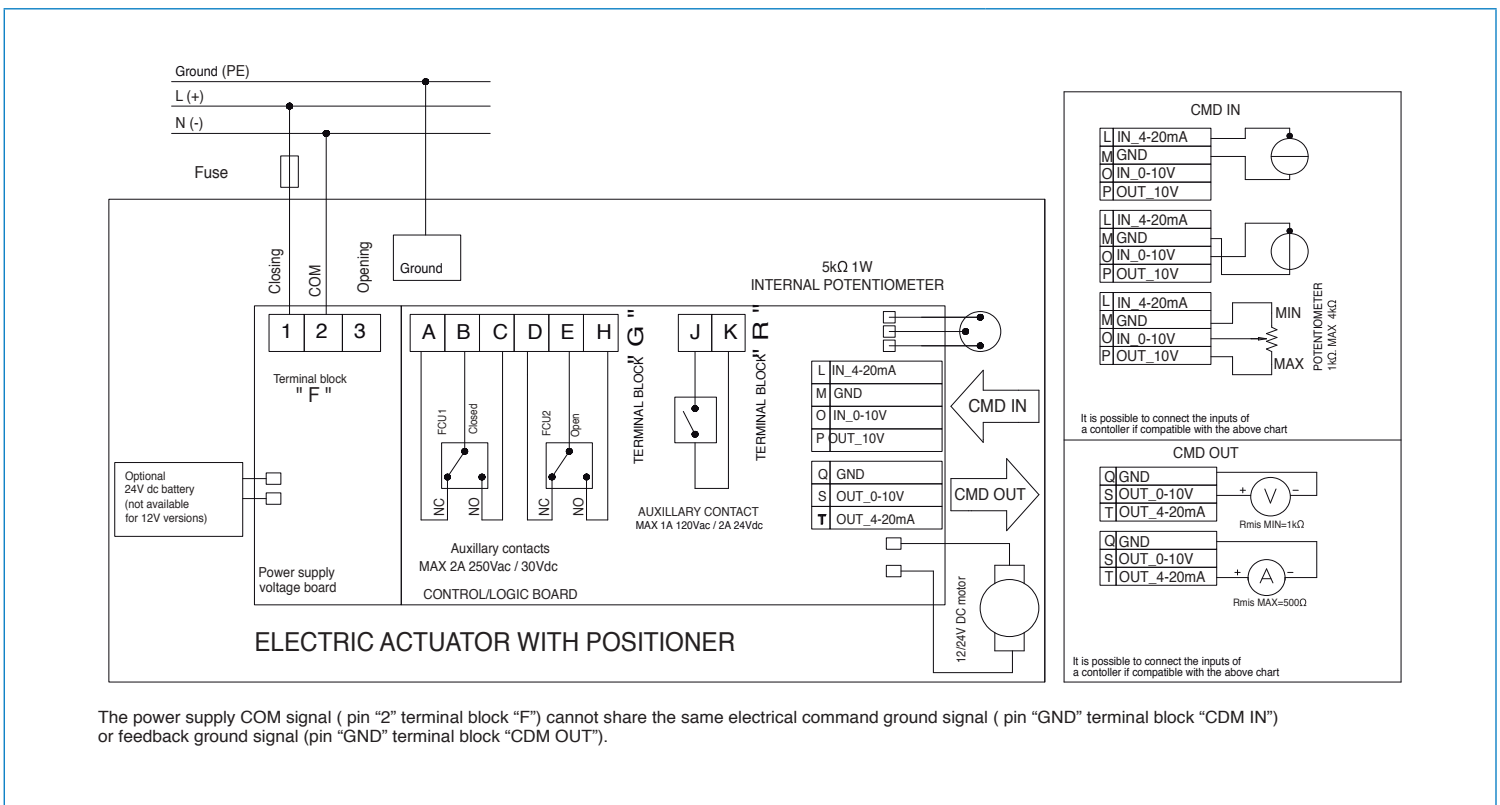 Ground (PE)
L (+)
N (-)
Fuse
Closing
COM
Opening
Ground
1 2 3
Terminal block
" F "
A B C D E H
TERMINAL BLOCK "G"
J K
TERMINAL BLOCK "R"
5kΩ 1W
INTERNAL POTENTIOMETER
FCU1
Closed
NC
NO
FCU2
Open
NC
NO
Auxillary contacts
MAX 2A 250Vac / 30Vdc
AUXILLARY CONTACT
MAX 1A 120Vac / 2A 24Vdc
L IN_4-20mA
M GND
O IN_0-10V
P OUT_10V
CMD IN
Q GND
S OUT_0-10V
T OUT_4-20mA
CMD OUT
Optional
24V dc battery
(not available
for 12V versions)
Power supply
voltage board
CONTROL/LOGIC BOARD
12/24V DC motor
ELECTRIC ACTUATOR WITH POSITIONER
CMD IN
L IN_4-20mA
M GND
O IN_0-10V
P OUT_10V
L IN_4-20mA
M GND
O IN_0-10V
P OUT_10V
L IN_4-20mA
M GND
O IN_0-10V
P OUT_10V
MIN
MAX
POTENTIOMETER
1kΩ MAX 4kΩ
It is possible to connect the inputs of
a contoller if compatible with the above chart
CMD OUT
Q GND
S OUT_0-10V
T OUT_4-20mA
+ V −
Rmis MIN=1kΩ
Q GND
S OUT_0-10V
T OUT_4-20mA
+ A −
Rmis MAX=500Ω
It is possible to connect the inputs of
a contoller if compatible with the above chart
The power supply COM signal ( pin “2” terminal block “F”) cannot share the same electrical command ground signal ( pin “GND” terminal block “CDM IN”)
or feedback ground signal (pin “GND” terminal block “CDM OUT”).